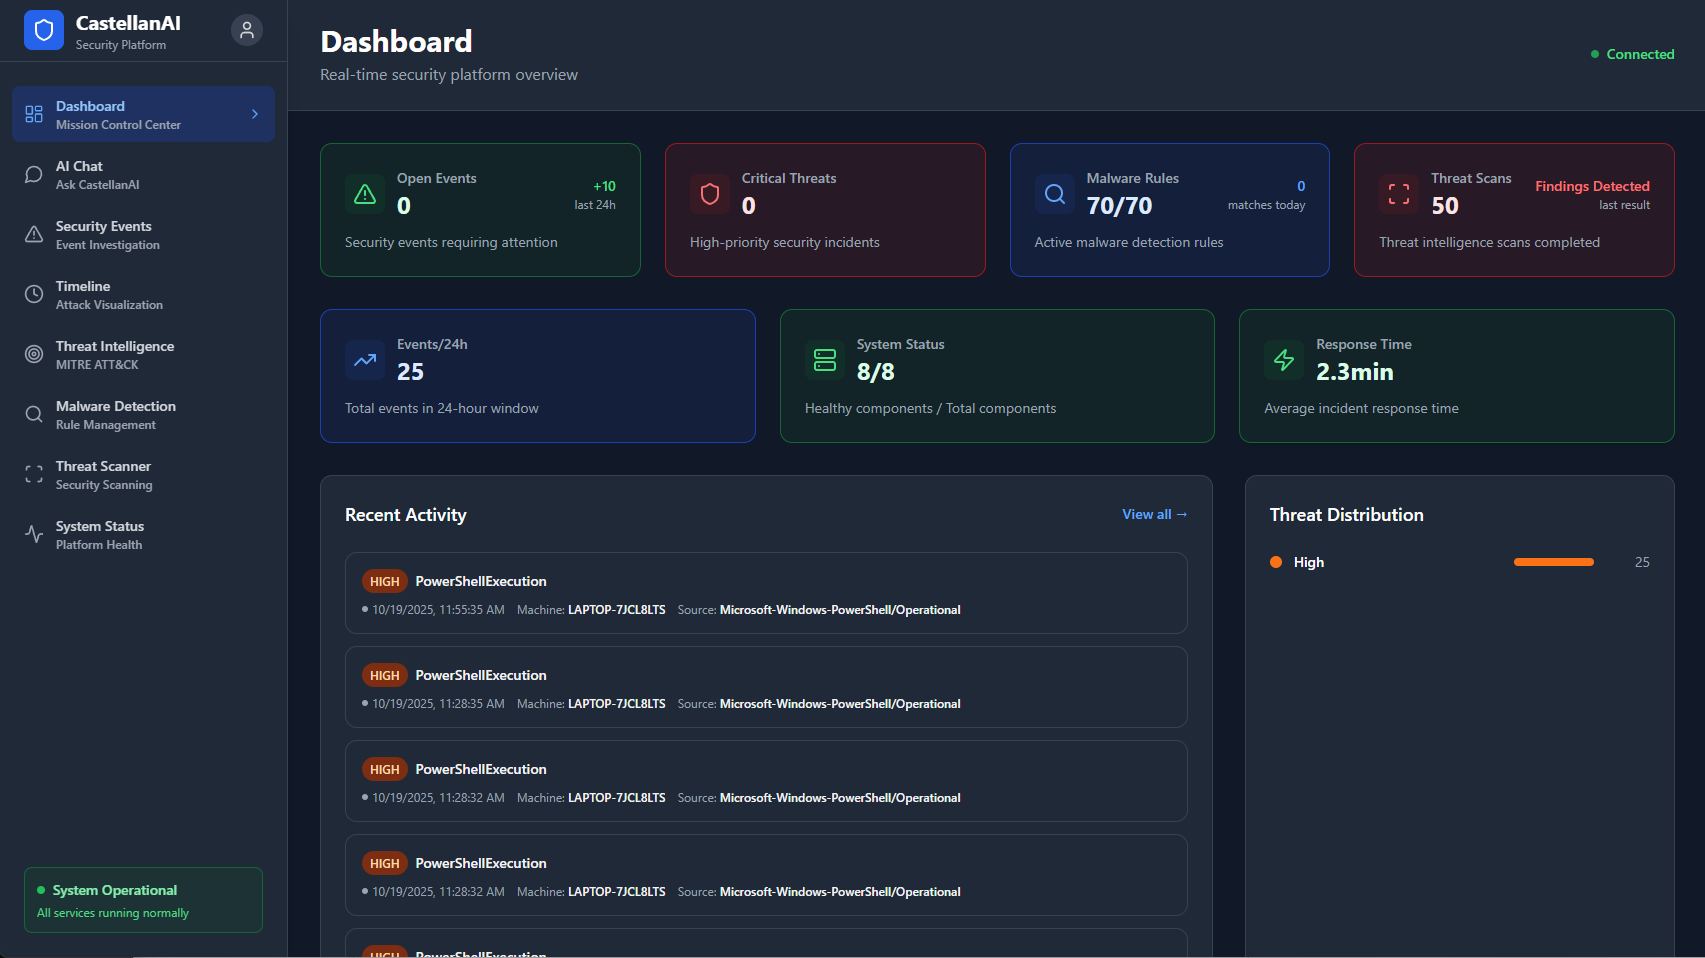 CastellanAI
Security Platform
Dashboard
Mission Control Center
AI Chat
Ask CastellanAI
Security Events
Event Investigation
Timeline
Attack Visualization
Threat Intelligence
MITRE ATT&CK
Malware Detection
Rule Management
Threat Scanner
Security Scanning
System Status
Platform Health
System Operational
All services running normally
Dashboard
Real-time security platform overview
Connected
Open Events
0
+10
last 24h
Security events requiring attention
Critical Threats
0
High-priority security incidents
Malware Rules
70/70
0
matches today
Active malware detection rules
Threat Scans
50
Findings Detected
last result
Threat intelligence scans completed
Events/24h
25
Total events in 24-hour window
System Status
8/8
Healthy components / Total components
Response Time
2.3min
Average incident response time
Recent Activity
View all →
HIGH PowerShellExecution
10/19/2025, 11:55:35 AM Machine: LAPTOP-7JCL8LTS Source: Microsoft-Windows-PowerShell/Operational
HIGH PowerShellExecution
10/19/2025, 11:28:35 AM Machine: LAPTOP-7JCL8LTS Source: Microsoft-Windows-PowerShell/Operational
HIGH PowerShellExecution
10/19/2025, 11:28:32 AM Machine: LAPTOP-7JCL8LTS Source: Microsoft-Windows-PowerShell/Operational
HIGH PowerShellExecution
10/19/2025, 11:28:32 AM Machine: LAPTOP-7JCL8LTS Source: Microsoft-Windows-PowerShell/Operational
HIGH PowerShellExecution
Threat Distribution
High 25